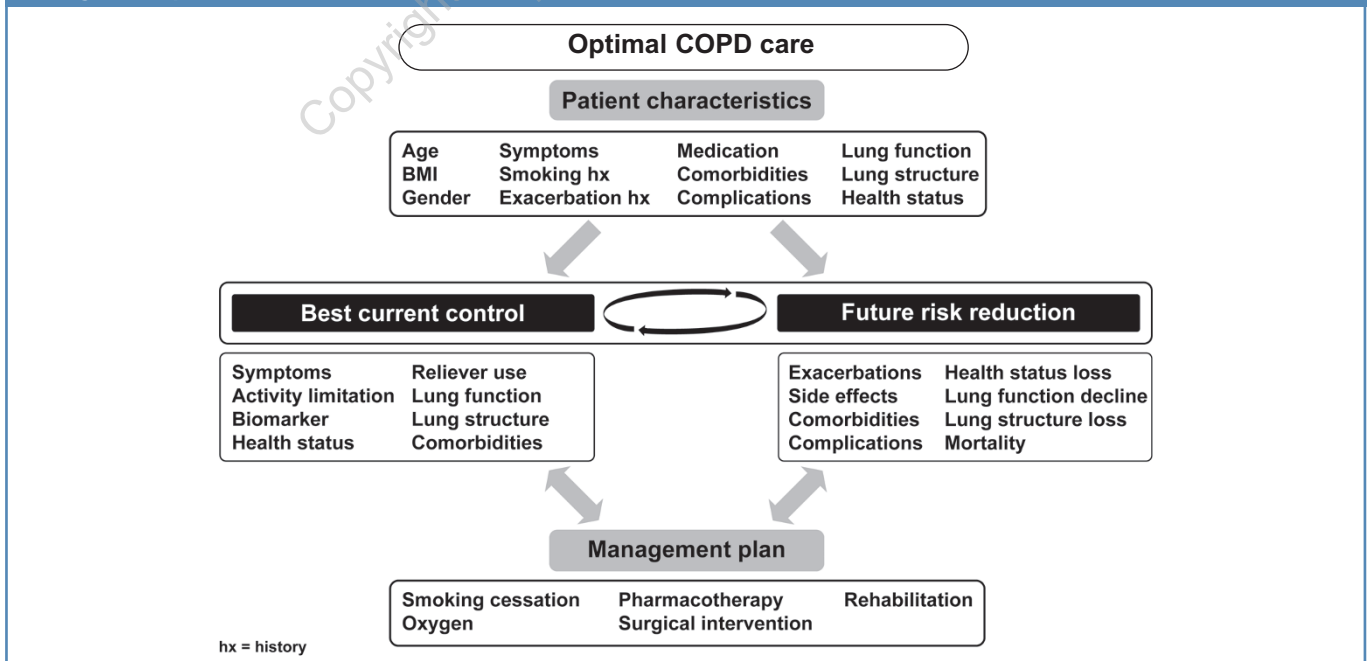 Copyright
Optimal COPD care
Patient characteristics
Age Symptoms Medication Lung function
BMI Smoking hx Comorbidities Lung structure
Gender Exacerbation hx Complications Health status
Best current control Future risk reduction
Symptoms Reliever use
Activity limitation Lung function
Biomarker Lung structure
Health status Comorbidities
Exacerbations Health status loss
Side effects Lung function decline
Comorbidities Lung structure loss
Complications Mortality
Management plan
Smoking cessation Pharmacotherapy Rehabilitation
Oxygen Surgical intervention
hx = history